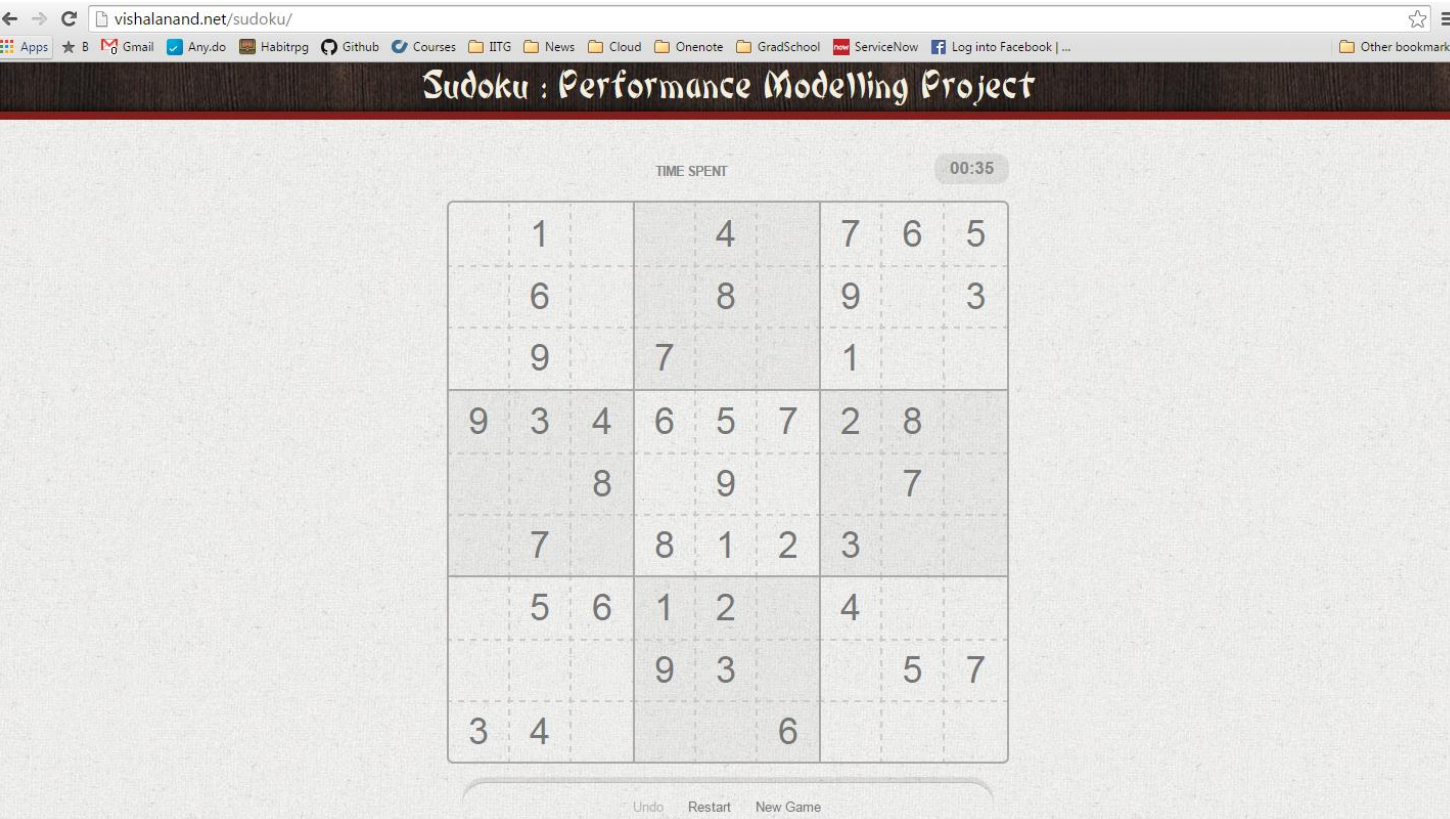 vishalanand.net/sudoku/
Apps B Gmail Any.do Habitrpg Github Courses IITG News Cloud Onenote GradSchool now ServiceNow Log into Facebook | ... Other bookmark
Sudoku : Performance Modelling Project
TIME SPENT 00:35
1 4 7 6 5
6 8 9 3
9 7 1
9 3 4 6 5 7 2 8
8 9 7
7 8 1 2 3
5 6 1 2 4
9 3 5 7
3 4 6
Undo Restart New Game